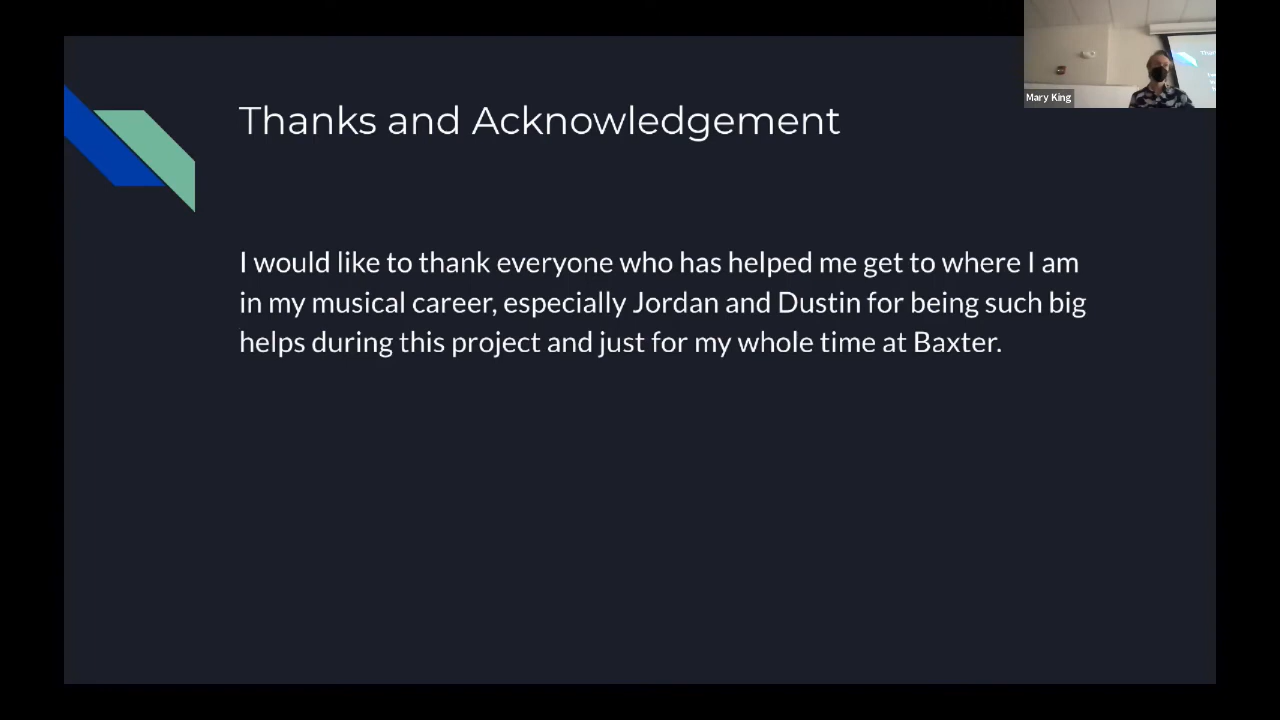 Thanks and Acknowledgement
I would like to thank everyone who has helped me get to where I am
in my musical career, especially Jordan and Dustin for being such big
helps during this project and just for my whole time at Baxter.
Mary King